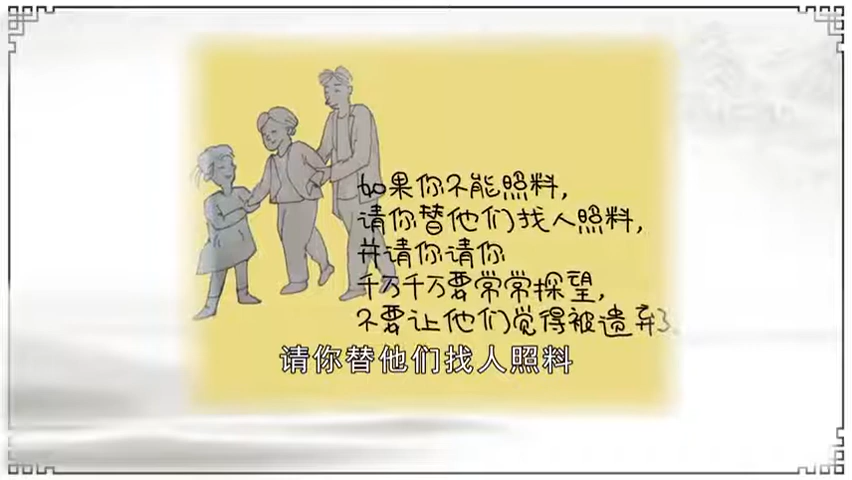 如果你不能照料,
请你替他们找人照料,
并请你请你
千万千万要常常探望,
不要让他们觉得被遗弃了。
请你替他们找人照料